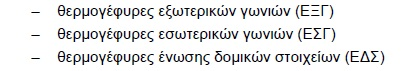 – θερμογέφυρες εξωτερικών γωνιών (ΕΞΓ)
– θερμογέφυρες εσωτερικών γωνιών (ΕΣΓ)
– θερμογέφυρες ένωσης δομικών στοιχείων (ΕΔΣ)